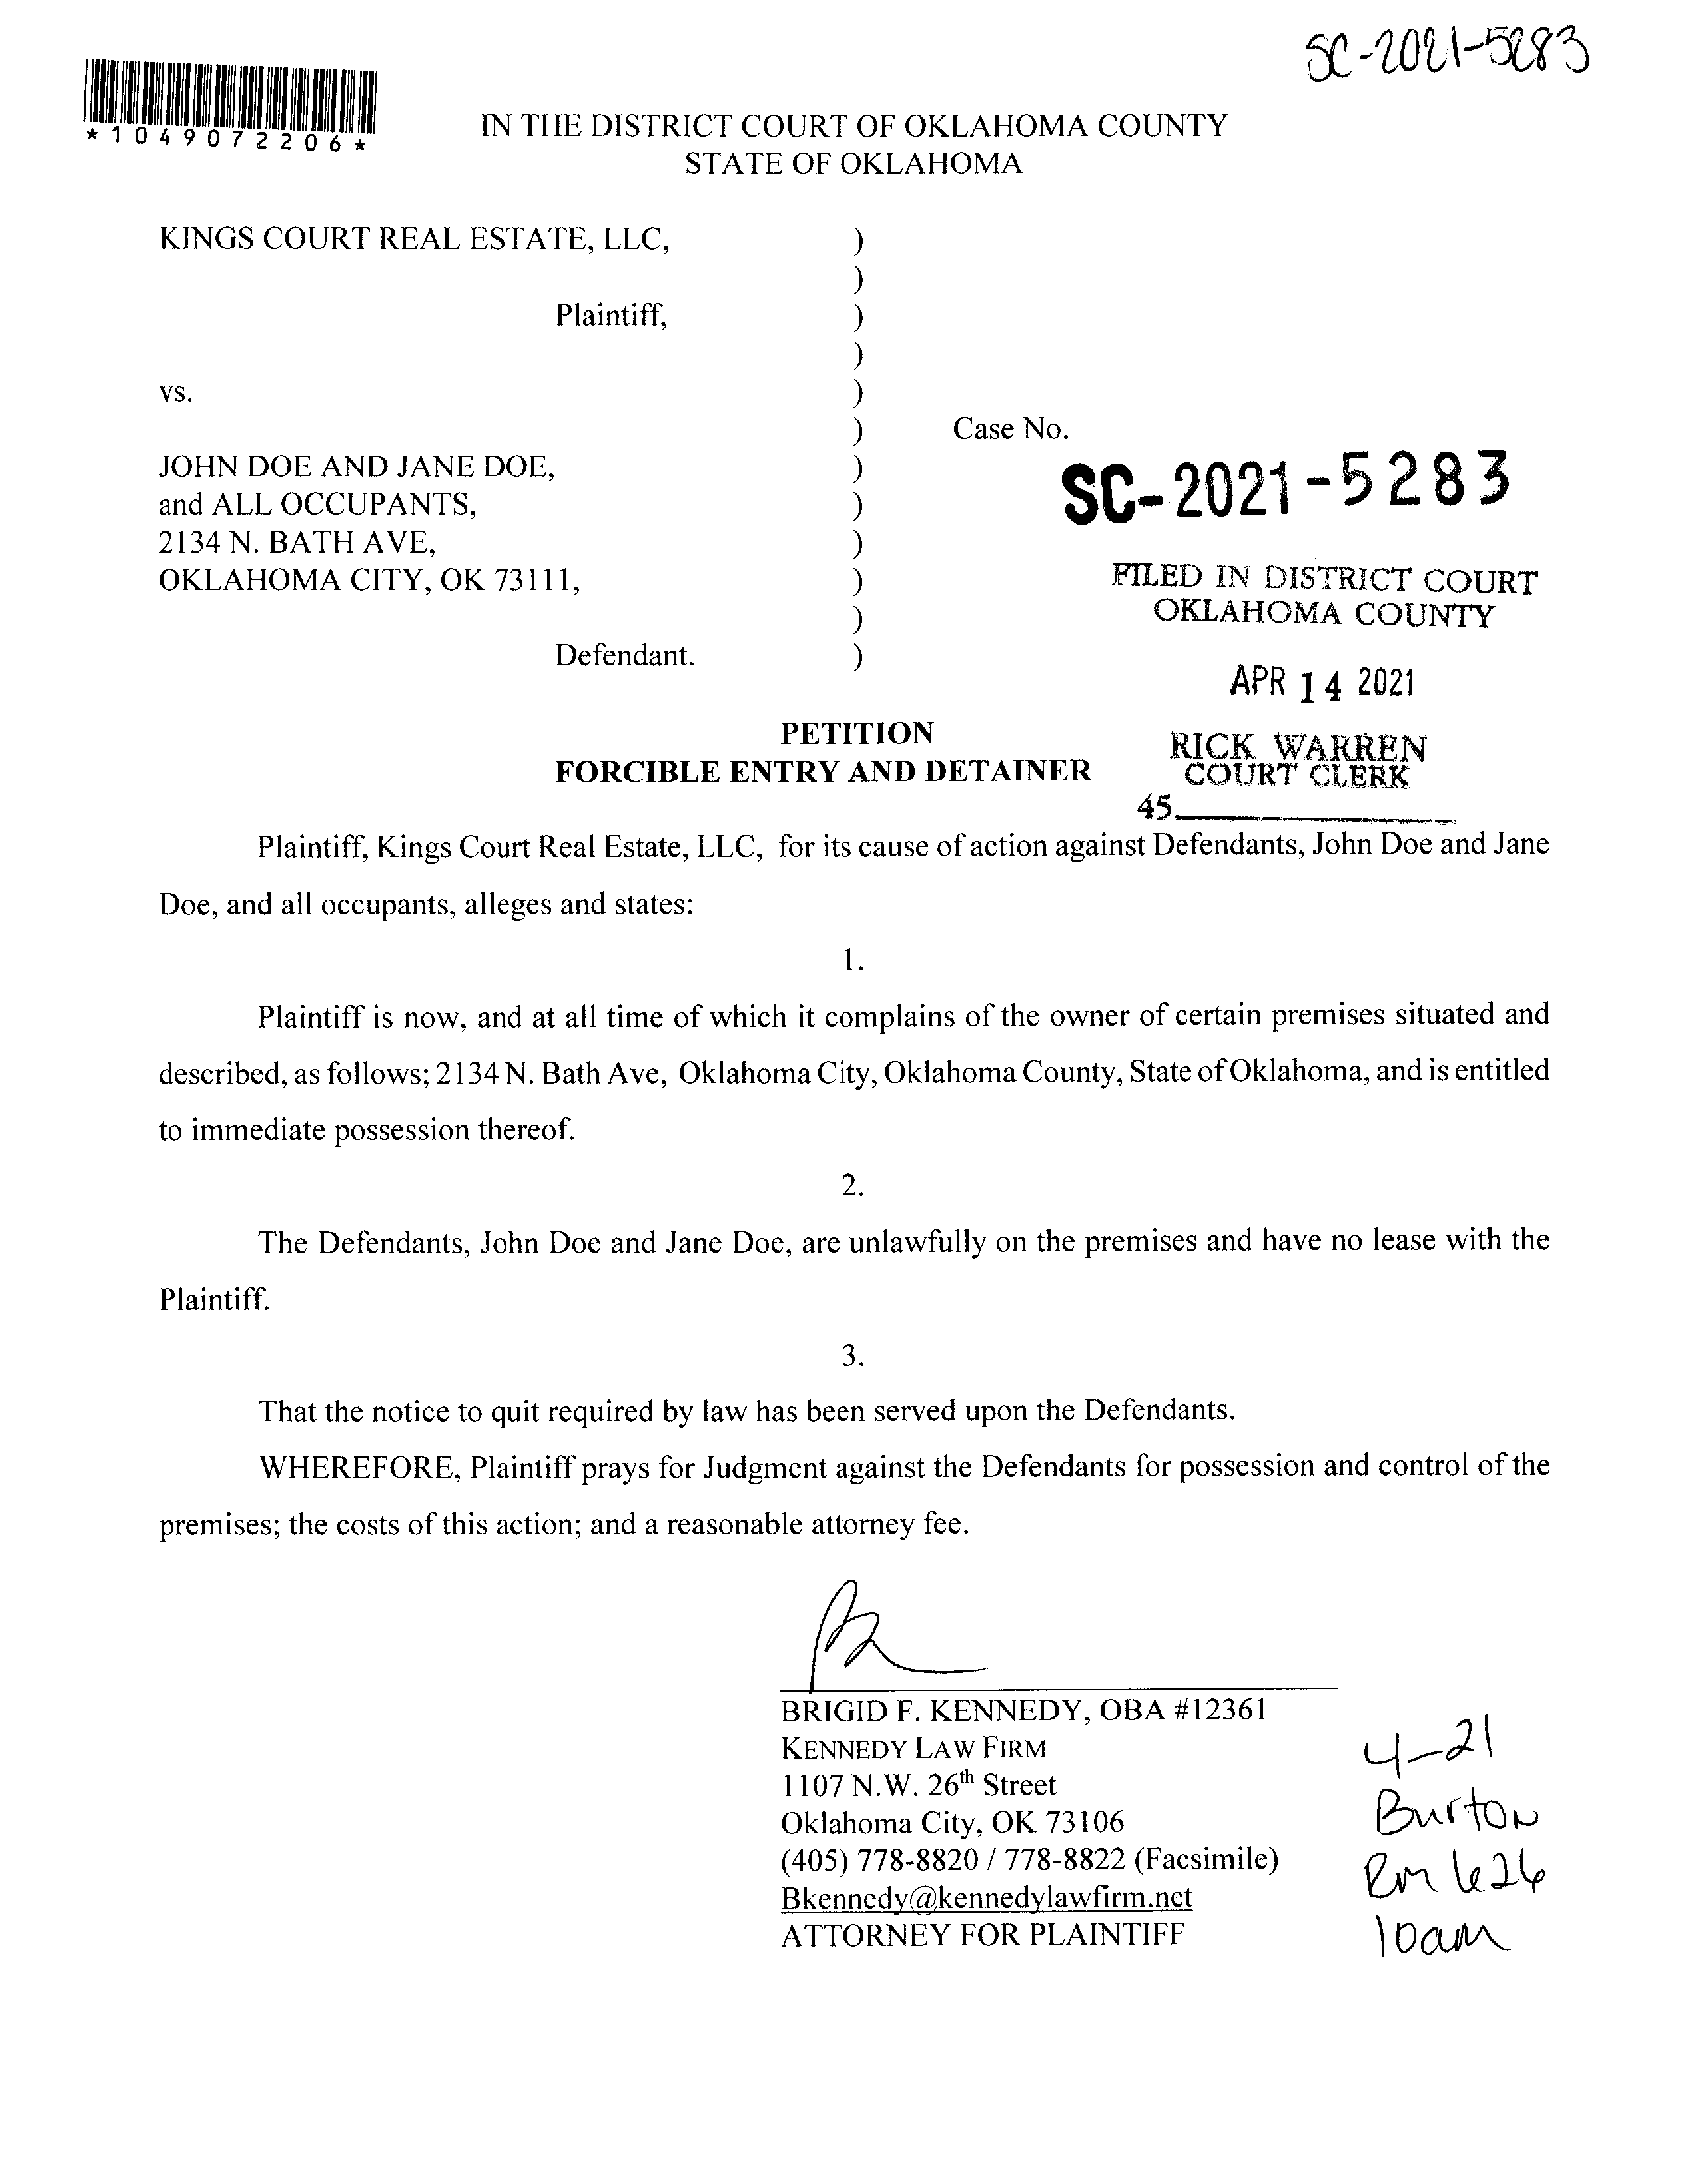 SC-2021-5283
*1049072206*
IN THE DISTRICT COURT OF OKLAHOMA COUNTY
STATE OF OKLAHOMA
KINGS COURT REAL ESTATE, LLC, )
)
Plaintiff, )
)
vs. )
) Case No.
JOHN DOE AND JANE DOE, )
and ALL OCCUPANTS, ) SC-2021-5283
2134 N. BATH AVE, )
OKLAHOMA CITY, OK 73111, ) FILED IN DISTRICT COURT
) OKLAHOMA COUNTY
Defendant. )
APR 14 2021
PETITION
FORCIBLE ENTRY AND DETAINER
RICK WARREN
COURT CLERK
45
Plaintiff, Kings Court Real Estate, LLC, for its cause of action against Defendants, John Doe and Jane
Doe, and all occupants, alleges and states:
1.
Plaintiff is now, and at all time of which it complains of the owner of certain premises situated and
described, as follows; 2134 N. Bath Ave, Oklahoma City, Oklahoma County, State of Oklahoma, and is entitled
to immediate possession thereof.
2.
The Defendants, John Doe and Jane Doe, are unlawfully on the premises and have no lease with the
Plaintiff.
3.
That the notice to quit required by law has been served upon the Defendants.
WHEREFORE, Plaintiff prays for Judgment against the Defendants for possession and control of the
premises; the costs of this action; and a reasonable attorney fee.
BRIGID F. KENNEDY, OBA #12361
KENNEDY LAW FIRM
1107 N.W. 26th Street
Oklahoma City, OK 73106
(405) 778-8820 / 778-8822 (Facsimile)
Bkennedy@kennedylawfirm.net
ATTORNEY FOR PLAINTIFF
4-21
Burton
Rm 626
10am